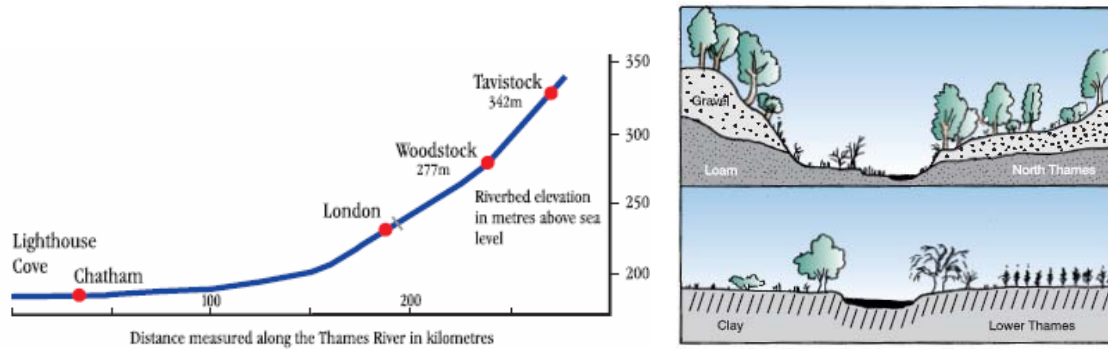 350
Tavistock
342m
300
Woodstock
277m
250
Riverbed elevation
in metres above sea
level
London
Lighthouse
Cove
Chatham
200
100
200
Distance measured along the Thames River in kilometres
Gravel
Loam
North Thames
Clay
Lower Thames